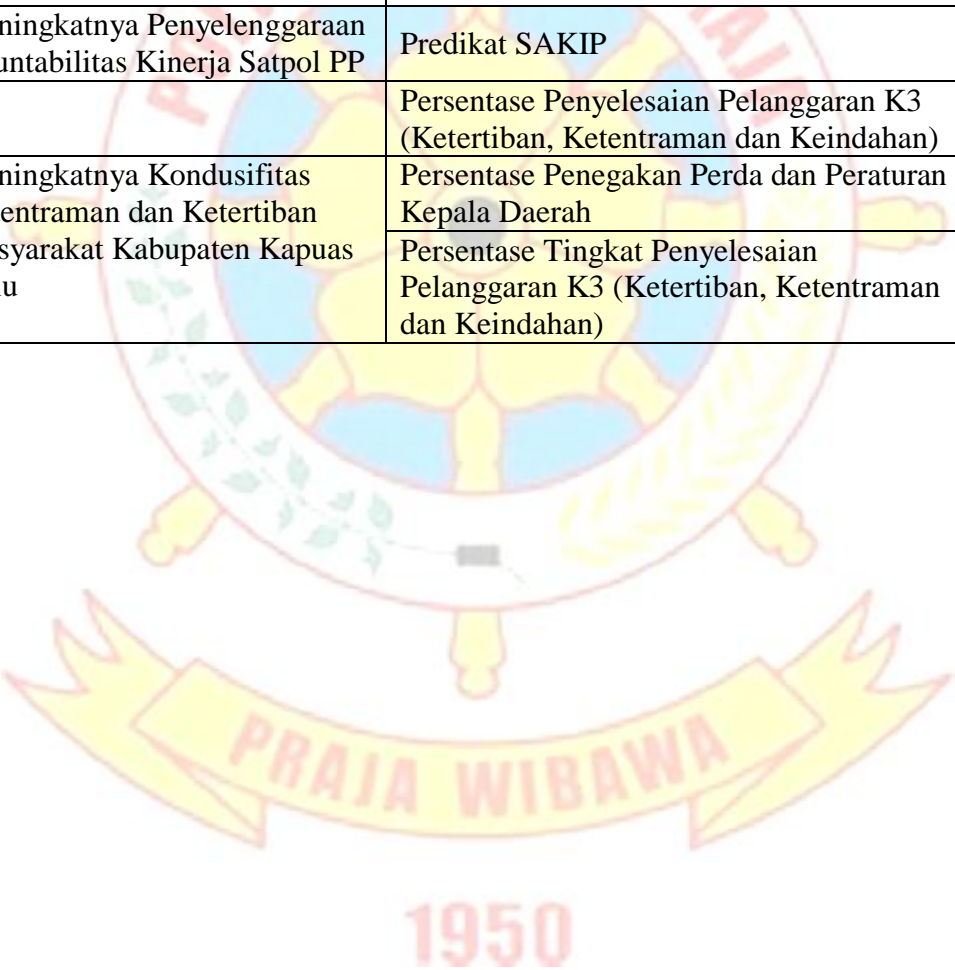 ningkatnya Penyelenggaraan
untabilitas Kinerja Satpol PP
Predikat SAKIP
Persentase Penyelesaian Pelanggaran K3
(Ketertiban, Ketentraman dan Keindahan)
ningkatnya Kondusifitas
entraman dan Ketertiban
syarakat Kabupaten Kapuas
lu
Persentase Penegakan Perda dan Peraturan
Kepala Daerah
Persentase Tingkat Penyelesaian
Pelanggaran K3 (Ketertiban, Ketentraman
dan Keindahan)
PRAJA WIBAWA
1950